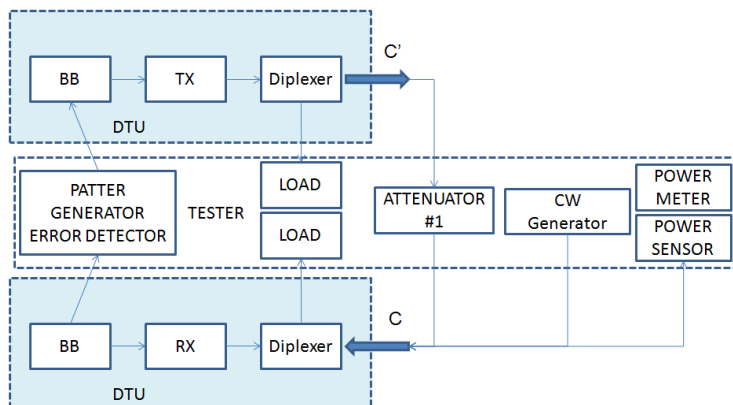 C’
BB
TX
Diplexer
DTU
PATTER
GENERATOR
ERROR DETECTOR
TESTER
LOAD
LOAD
ATTENUATOR
#1
CW
Generator
POWER
METER
POWER
SENSOR
C
BB
RX
Diplexer
DTU